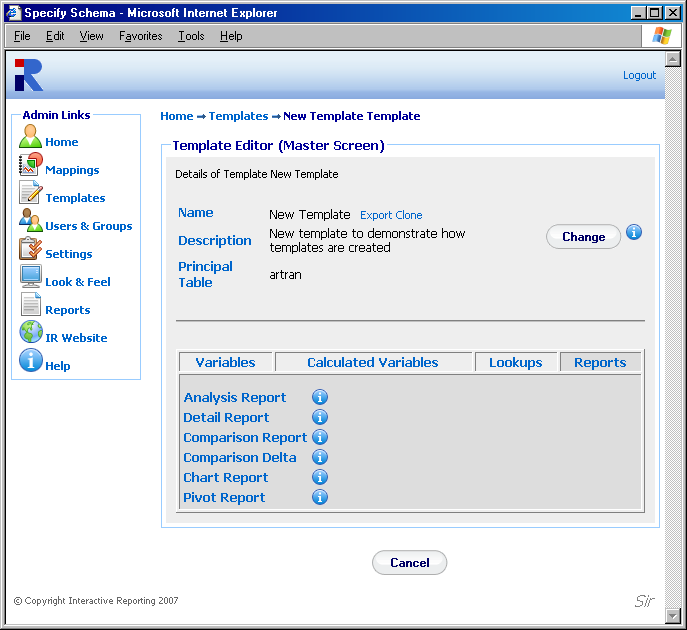 Specify Schema - Microsoft Internet Explorer
File Edit View Favorites Tools Help
R
Logout
Admin Links
Home
Mappings
Templates
Users & Groups
Settings
Look & Feel
Reports
IR Website
Help
Home → Templates → New Template Template
Template Editor (Master Screen)
Details of Template New Template
Name New Template Export Clone
Description New template to demonstrate how
templates are created
Change
Principal
Table
artran
Variables Calculated Variables Lookups Reports
Analysis Report
Detail Report
Comparison Report
Comparison Delta
Chart Report
Pivot Report
Cancel
© Copyright Interactive Reporting 2007
Sir